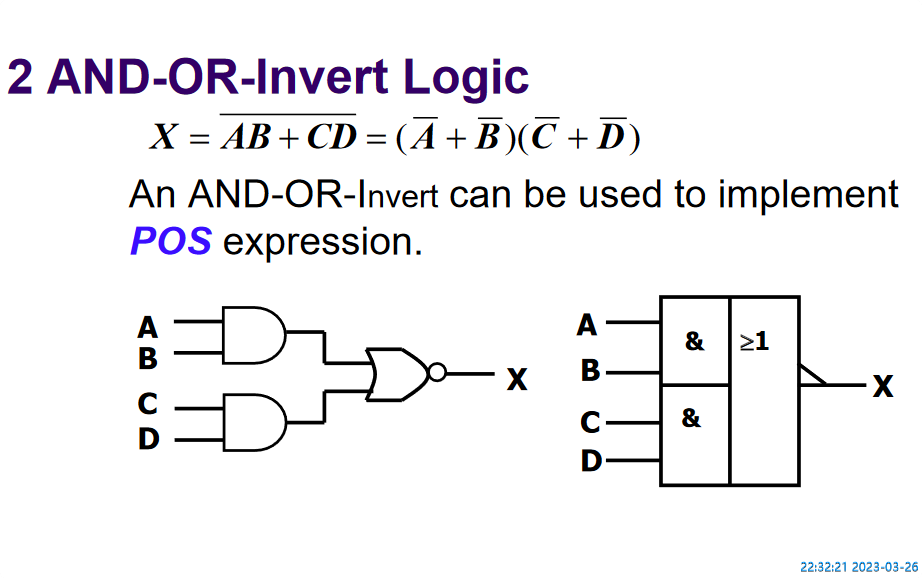 2 AND-OR-Invert Logic
X = \overline{AB + CD} = (\overline{A} + \overline{B})(\overline{C} + \overline{D})
An AND-OR-Invert can be used to implement
POS expression.
A
B
C
D
X
A
B
C
D
&
≥1
&
X
22:32:21 2023-03-26